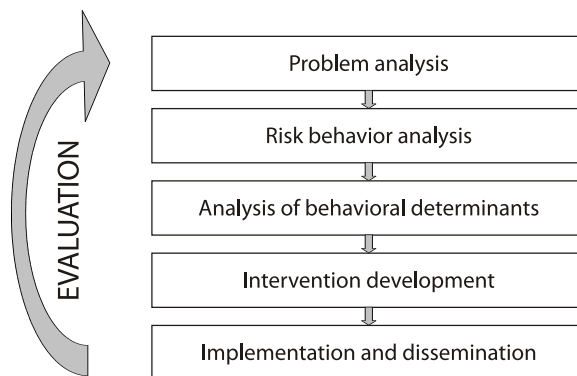 EVALUATION
Problem analysis
Risk behavior analysis
Analysis of behavioral determinants
Intervention development
Implementation and dissemination